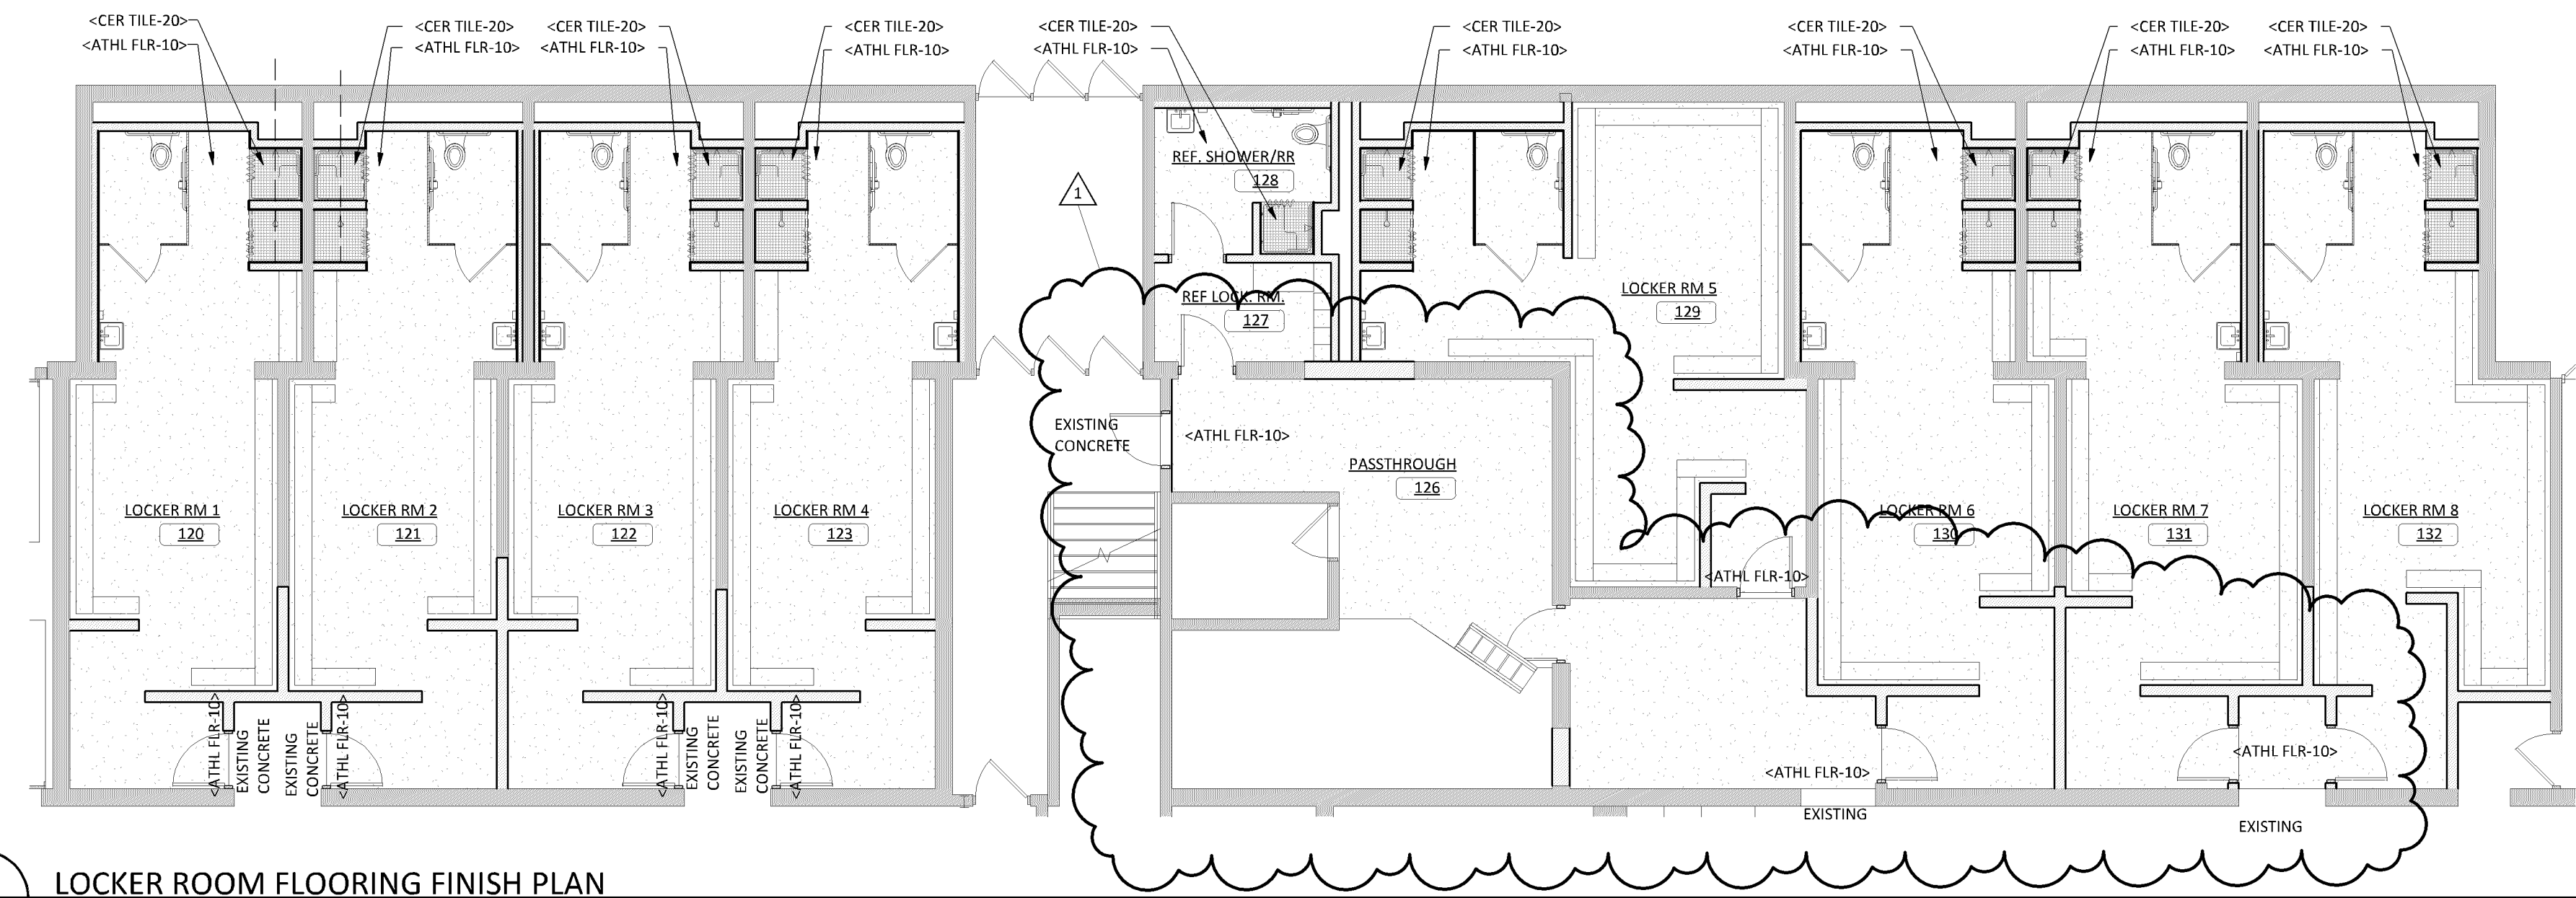 <CER TILE-20>
<ATHL FLR-10>
<CER TILE-20>
<ATHL FLR-10>
<CER TILE-20>
<ATHL FLR-10>
<CER TILE-20>
<ATHL FLR-10>
<CER TILE-20>
<ATHL FLR-10>
<CER TILE-20>
<ATHL FLR-10>
<CER TILE-20>
<ATHL FLR-10>
<CER TILE-20>
<ATHL FLR-10>
<CER TILE-20>
<ATHL FLR-10>
REF. SHOWER/RR
128
1
REF LOCK. RM.
127
LOCKER RM 5
129
EXISTING
CONCRETE
<ATHL FLR-10>
PASSTHROUGH
126
LOCKER RM 1
120
LOCKER RM 2
121
LOCKER RM 3
122
LOCKER RM 4
123
LOCKER RM 6
130
LOCKER RM 7
131
LOCKER RM 8
132
<ATHL FLR-10>
<ATHL FLR-10>
EXISTING
CONCRETE
EXISTING
CONCRETE
<ATHL FLR-10>
<ATHL FLR-10>
EXISTING
CONCRETE
EXISTING
CONCRETE
<ATHL FLR-10>
<ATHL FLR-10>
<ATHL FLR-10>
EXISTING
EXISTING
LOCKER ROOM FLOORING FINISH PLAN